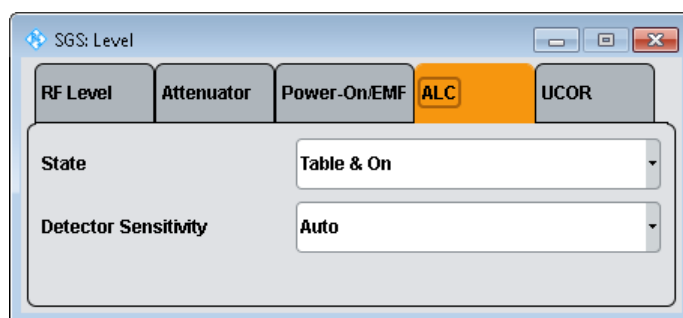 SGS: Level
RF Level Attenuator Power-On/EMF ALC UCOR
State Table & On
Detector Sensitivity Auto